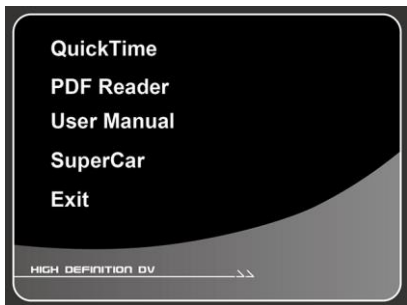 QuickTime
PDF Reader
User Manual
SuperCar
Exit
HIGH DEFINITION DV